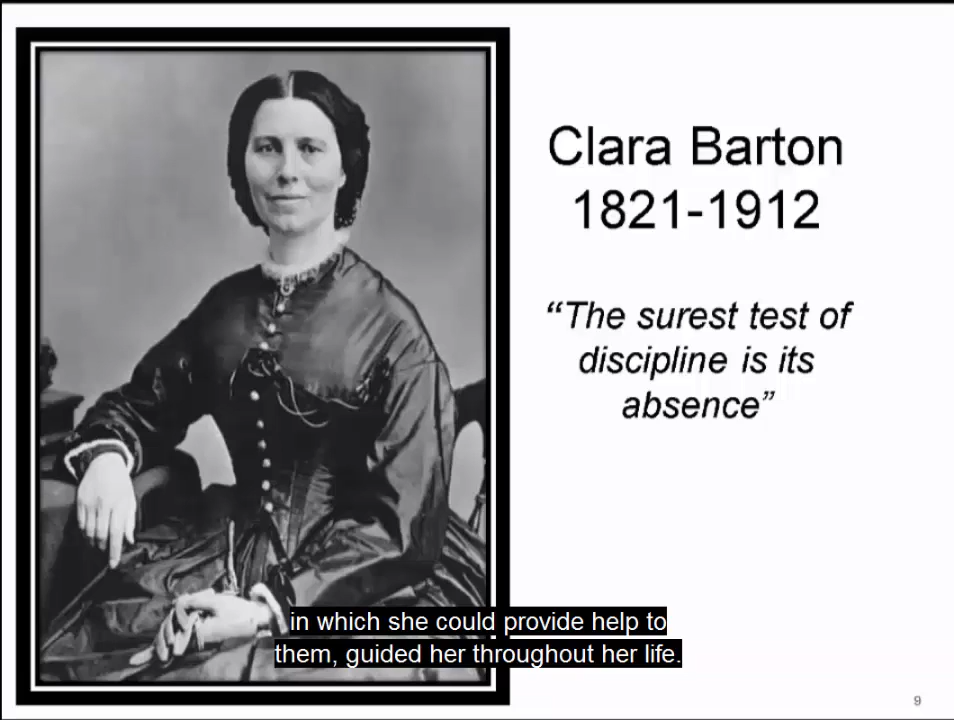 Clara Barton
1821-1912
“The surest test of
discipline is its
absence”
in which she could provide help to
them, guided her throughout her life.
9